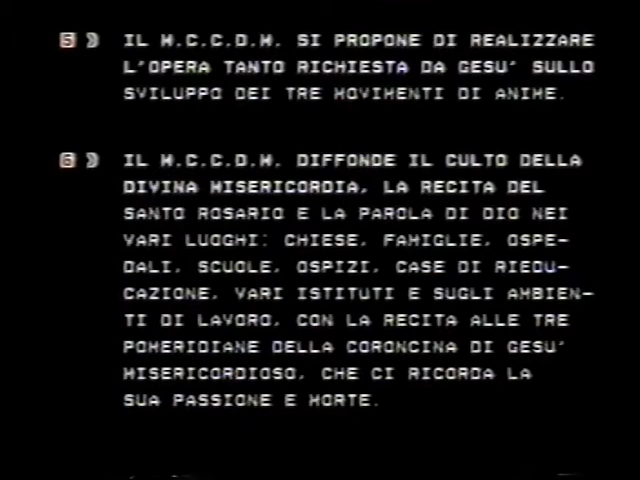 5) IL M.C.C.D.M. SI PROPONE DI REALIZZARE
L'OPERA TANTO RICHIESTA DA GESU' SULLO
SVILUPPO DEI TRE MOVIMENTI DI ANIME.
6) IL M.C.C.D.M. DIFFONDE IL CULTO DELLA
DIVINA MISERICORDIA, LA RECITA DEL
SANTO ROSARIO E LA PAROLA DI DIO NEI
VARI LUOGHI: CHIESE, FAMIGLIE, OSPE-
DALI, SCUOLE, OSPIZI, CASE DI RIEDU-
CAZIONE, VARI ISTITUTI E SUGLI AMBIEN-
TI DI LAVORO, CON LA RECITA ALLE TRE
POMERIDIANE DELLA CORONCINA DI GESU'
MISERICORDIOSO, CHE CI RICORDA LA
SUA PASSIONE E MORTE.